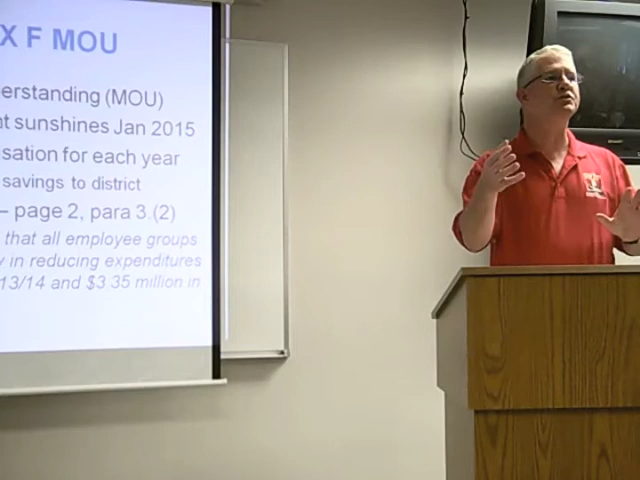 X F MOU
erstanding (MOU)
nt sunshines Jan 2015
sation for each year
savings to district
– page 2, para 3.(2)
that all employee groups
y in reducing expenditures
13/14 and $3 35 million in